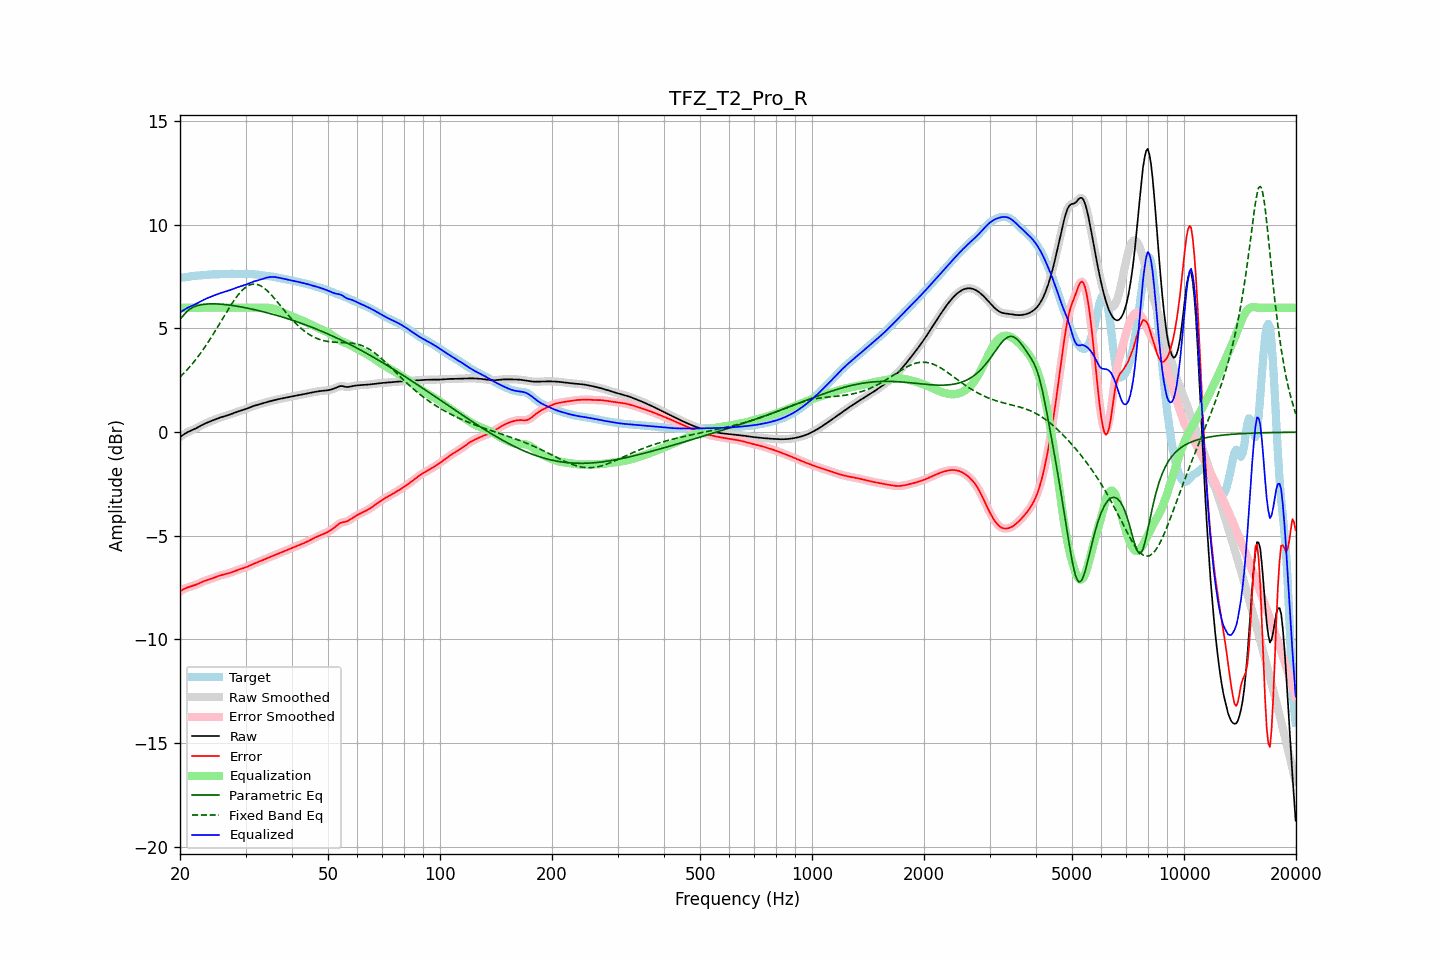 TFZ_T2_Pro_R
Amplitude (dBr)
15
10
5
0
−5
−10
−15
−20
Target
Raw Smoothed
Error Smoothed
Raw
Error
Equalization
Parametric Eq
Fixed Band Eq
Equalized
20 50 100 200 500 1000 2000 5000 10000 20000
Frequency (Hz)